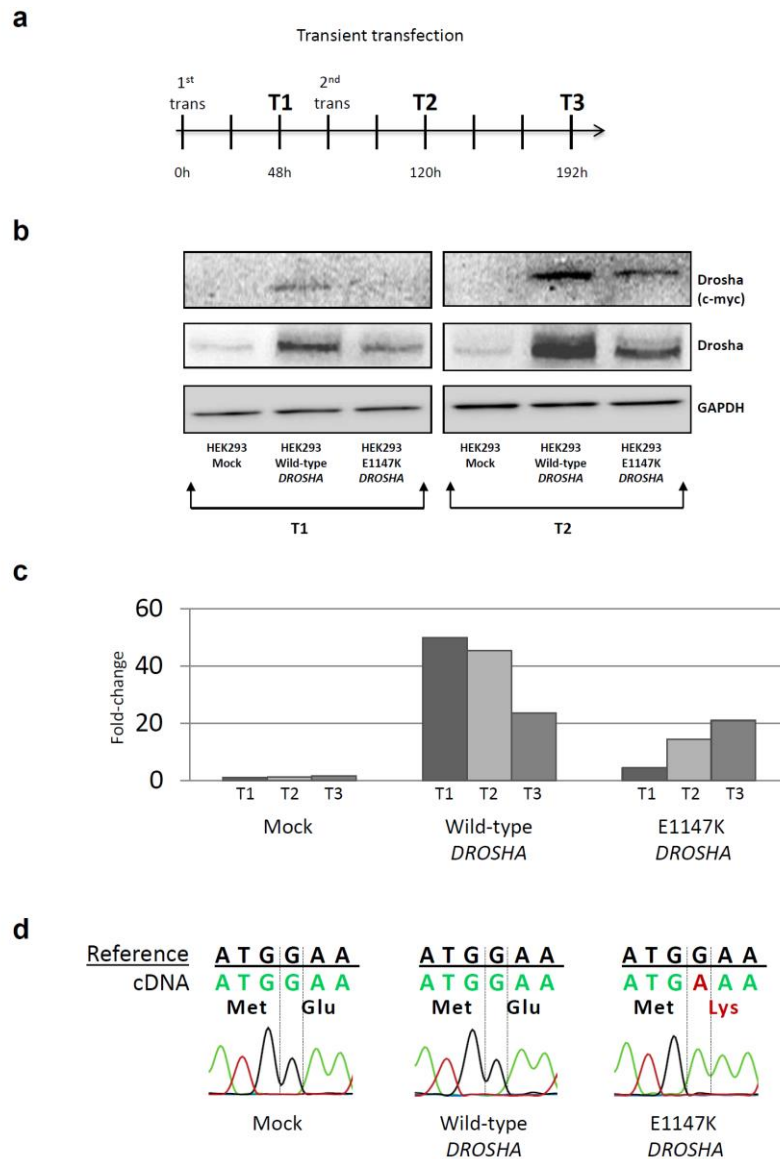 a
Transient transfection
1st trans
T1
2nd trans
T2
T3
0h 48h 120h 192h
b
Drosha (c-myc)
Drosha
GAPDH
HEK293 Mock
HEK293 Wild-type DROSHA
HEK293 E1147K DROSHA
HEK293 Mock
HEK293 Wild-type DROSHA
HEK293 E1147K DROSHA
T1 T2
c
Fold-change
60
40
20
0
T1 T2 T3 T1 T2 T3 T1 T2 T3
Mock
Wild-type DROSHA
E1147K DROSHA
d
Reference A T G G A A A T G G A A A T G G A A
cDNA A T G G A A A T G G A A A T G A A A
Met Glu Met Glu Met Lys
Mock
Wild-type DROSHA
E1147K DROSHA